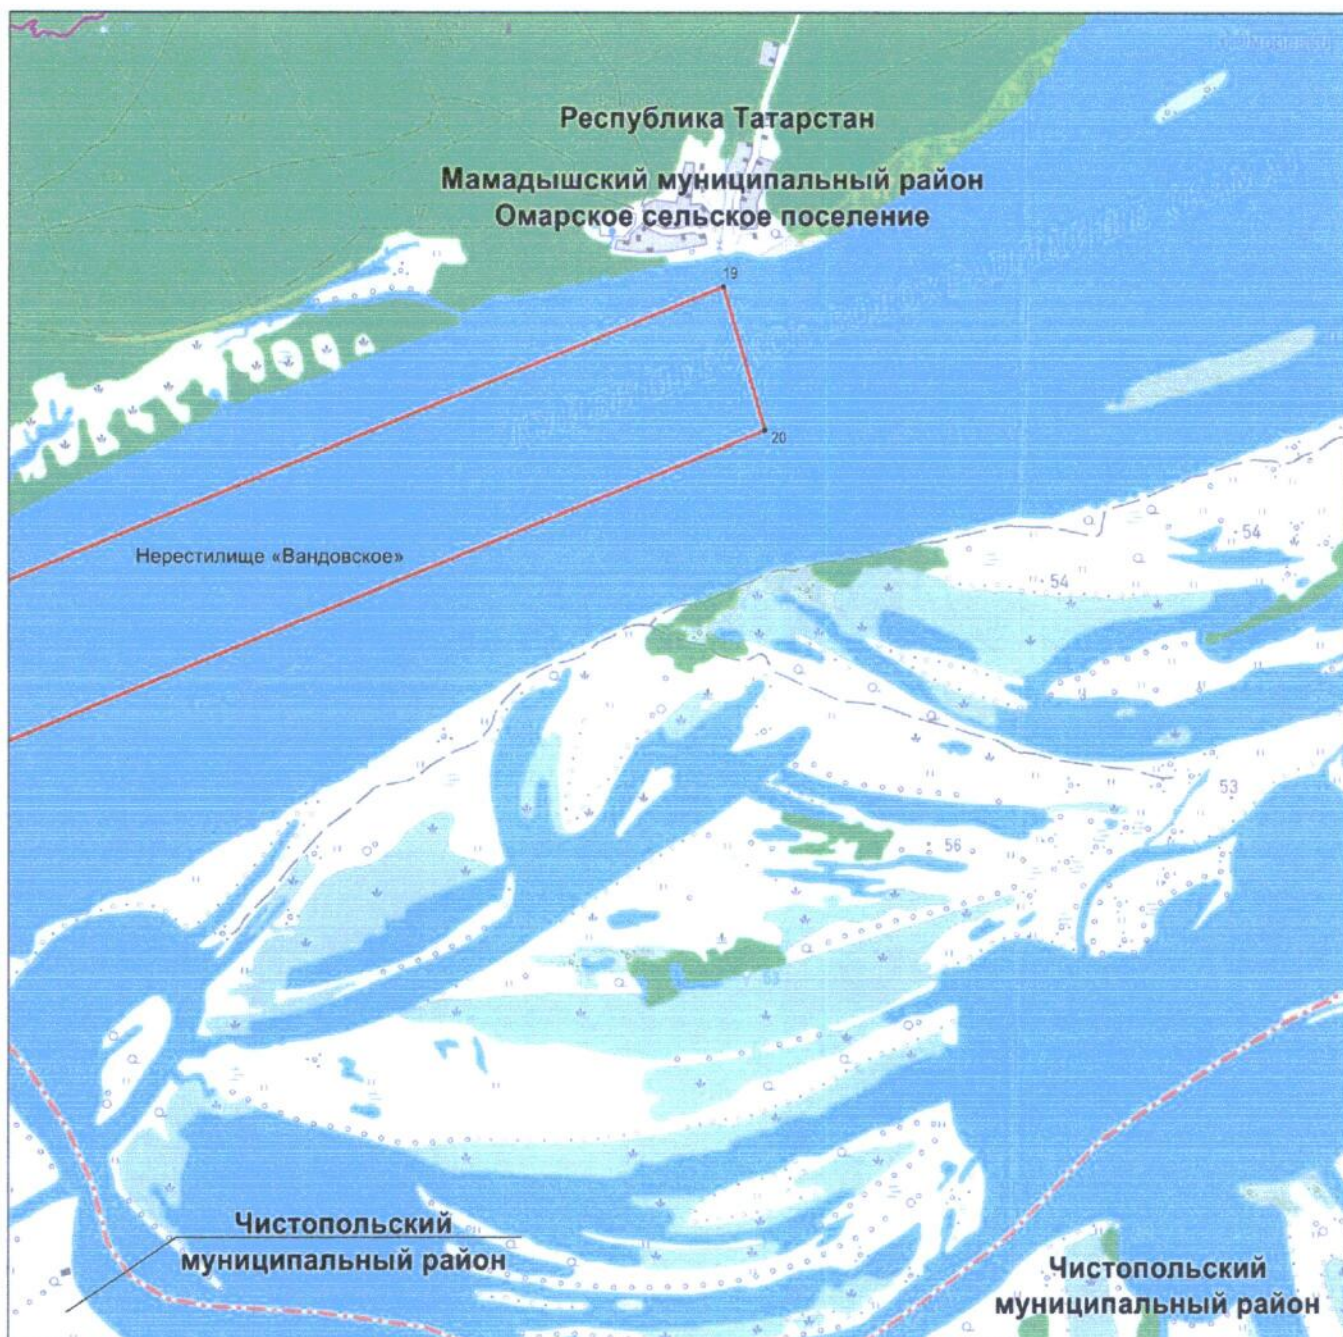 Республика Татарстан
Мамадышский муниципальный район
Омарское сельское поселение
19
20
Нерестилище «Вандовское»
54
54
53
56
Чистопольский
муниципальный район
Чистопольский
муниципальный район